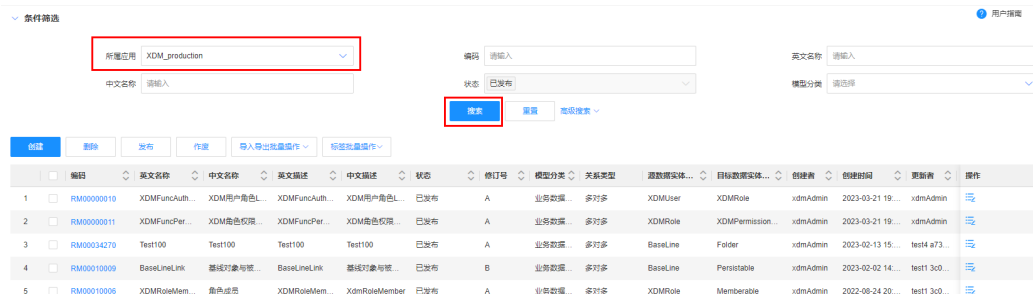 条件筛选 ? 用户指南
所属应用 XDM_production 编码 请输入 英文名称 请输入
中文名称 请输入 状态 已发布 模型分类 请选择
搜索 重置 高级搜索
创建 删除 发布 作废 导入导出批量操作 标签批量操作
编码 英文名称 中文名称 英文描述 中文描述 状态 修订号 模型分类 关系类型 源数据实体... 目标数据实体... 创建者 创建时间 更新者 操作
1 RM00000010 XDMFuncAuth... XDM用户角色L... XDMFuncAuth... XDM用户角色L... 已发布 A 业务数据... 多对多 XDMUser XDMRole xdmAdmin 2023-03-21 19:... xdmAdmin
2 RM00000011 XDMFuncPer... XDM角色权限... XDMFuncPer... XDM角色权限... 已发布 A 业务数据... 多对多 XDMRole XDMPermission... xdmAdmin 2023-03-21 19:... xdmAdmin
3 RM00034270 Test100 Test100 Test100 Test100 已发布 A 业务数据... 多对多 BaseLine Folder xdmAdmin 2023-02-13 15:... test4 a73...
4 RM00010009 BaseLineLink 基线对象与被... BaseLineLink 基线对象与被... 已发布 B 业务数据... 多对多 BaseLine Persistable xdmAdmin 2023-02-02 14:... test1 3c0...
5 RM00010006 XDMRoleMem... 角色成员 XDMRoleMem... XdmRoleMember 已发布 A 业务数据... 多对多 XDMRole Memberable xdmAdmin 2022-08-24 20:... test1 3c0...